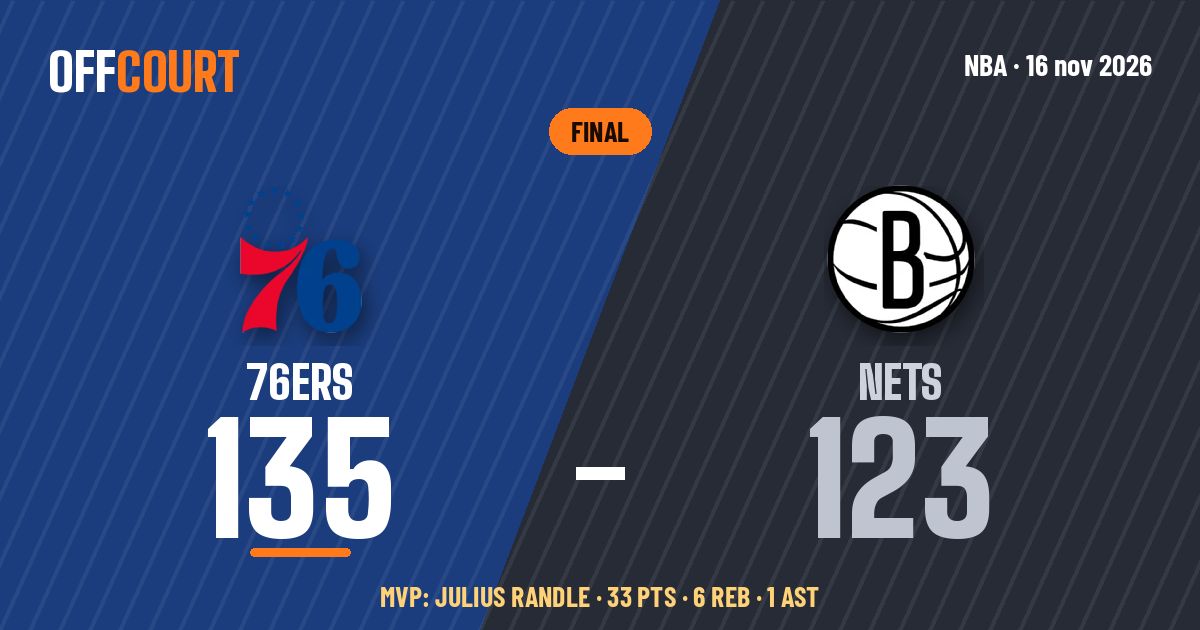 OFFCOURT
NBA · 16 nov 2026
FINAL
76
B
76ERS
NETS
135 – 123
MVP: JULIUS RANDLE · 33 PTS · 6 REB · 1 AST